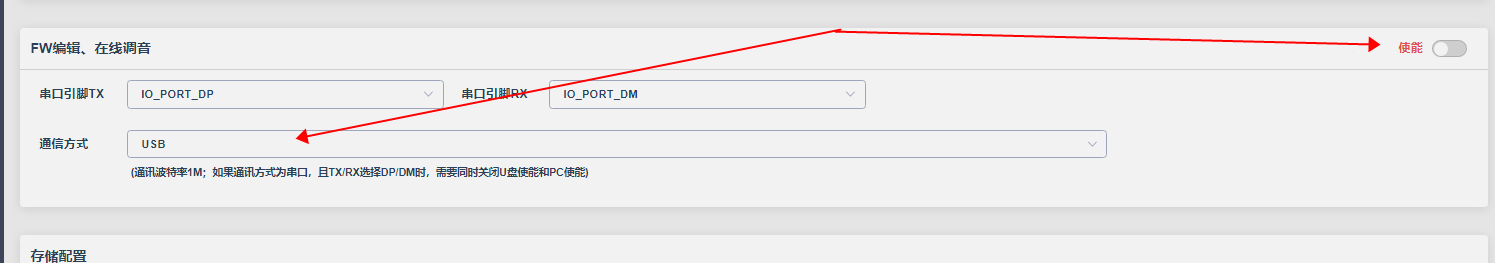 FW编辑、在线调音
使能
串口引脚TX IO_PORT_DP 串口引脚RX IO_PORT_DM
通信方式 USB
(逼讯波特率1M；如果逼讯方式为串口，且TX/RX选择DP/DM时，需要同时关闭U盘使能和PC使能)
存储配置